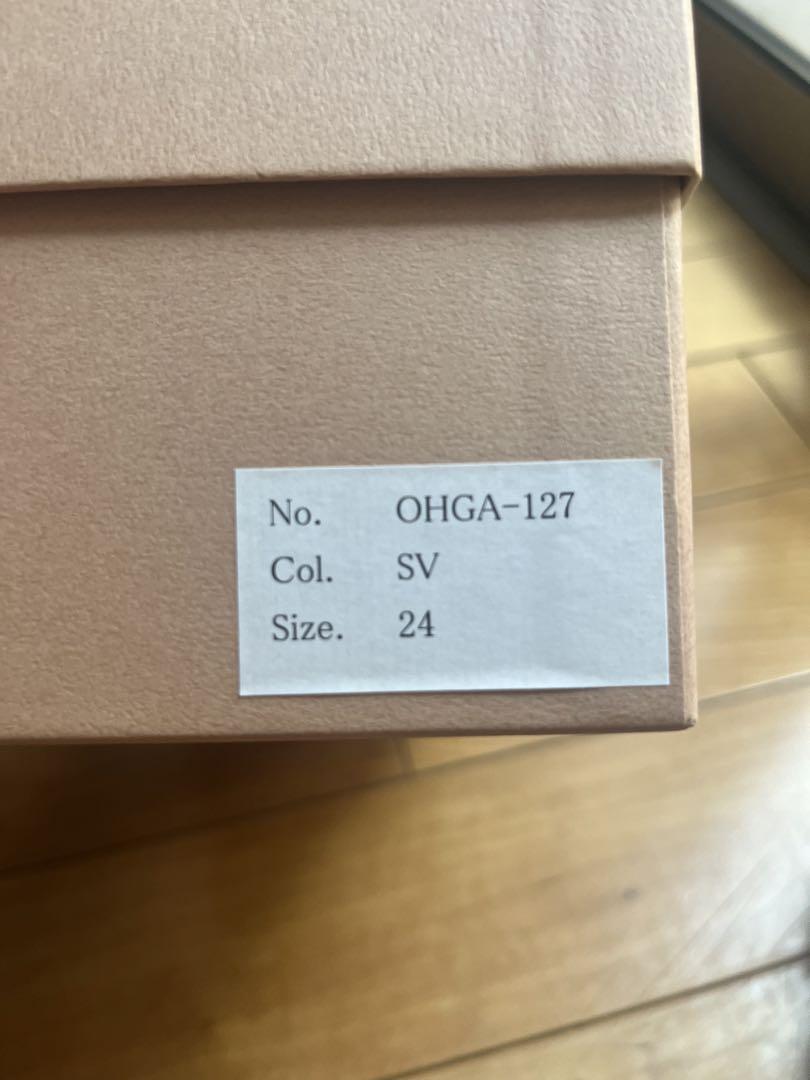 No. OHGA-127
Col. SV
Size. 24